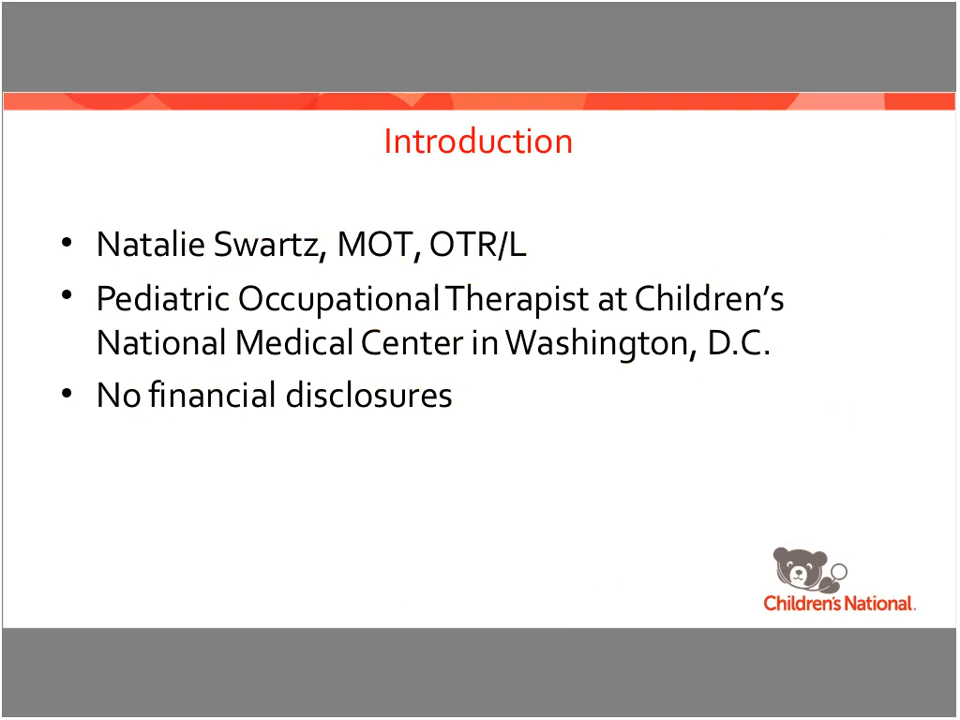 Introduction
• Natalie Swartz, MOT, OTR/L
• Pediatric Occupational Therapist at Children’s
National Medical Center in Washington, D.C.
• No financial disclosures
Children's National.